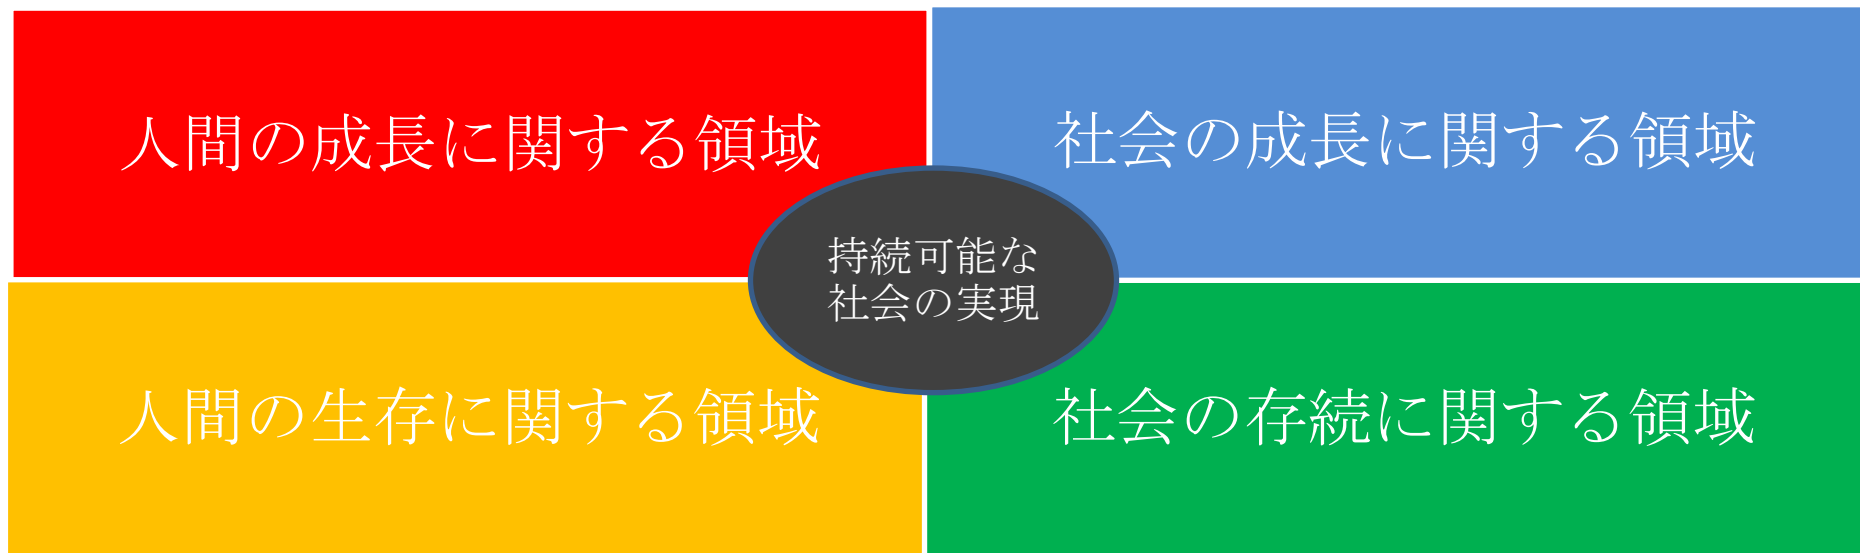 人間の成長に関する領域
社会の成長に関する領域
持続可能な
社会の実現
人間の生存に関する領域
社会の存続に関する領域